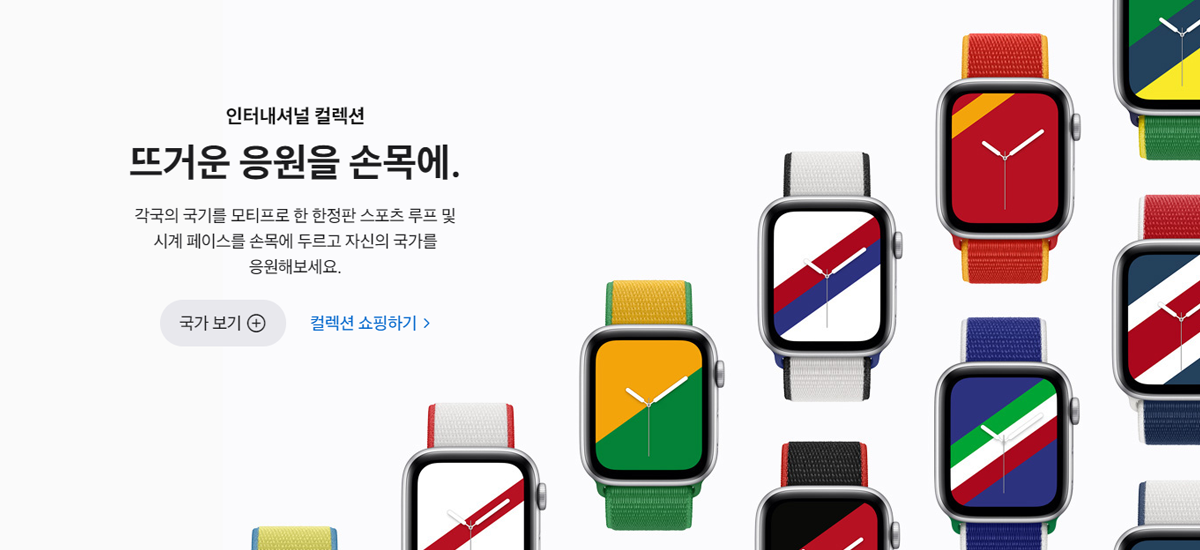 인터내셔널 컬렉션
뜨거운 응원을 손목에.
각국의 국기를 모티프로 한 한정판 스포츠 루프 및
시계 페이스를 손목에 두르고 자신의 국가를
응원해보세요.
국가 보기
컬렉션 쇼핑하기 >